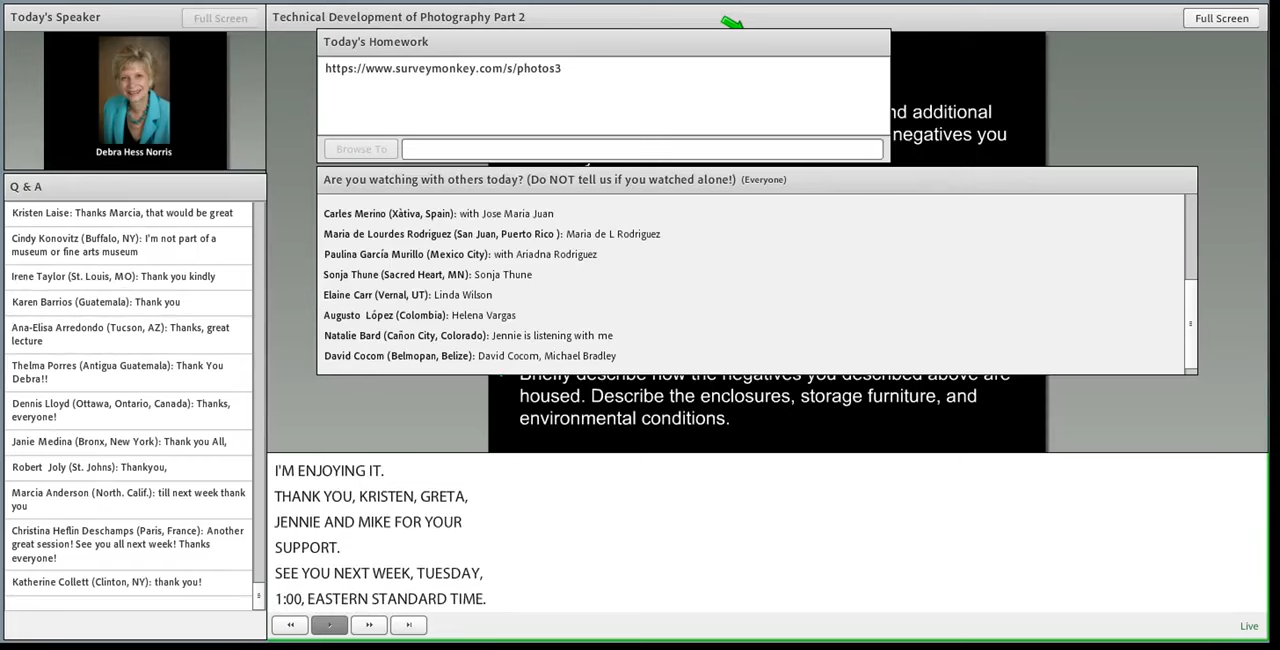 Today's Speaker
Full Screen
Debra Hess Norris
Q & A
Kristen Laise: Thanks Marcia, that would be great
Cindy Konovitz (Buffalo, NY): I'm not part of a
museum or fine arts museum
Irene Taylor (St. Louis, MO): Thank you kindly
Karen Barrios (Guatemala): Thank you
Ana-Elisa Arredondo (Tucson, AZ): Thanks, great
lecture
Thelma Porres (Antigua Guatemala): Thank You
Debra!!
Dennis Lloyd (Ottawa, Ontario, Canada): Thanks,
everyone!
Janie Medina (Bronx, New York): Thank you All,
Robert  Joly (St. Johns): Thankyou,
Marcia Anderson (North. Calif.): till next week thank
you
Christina Heflin Deschamps (Paris, France): Another
great session! See you all next week! Thanks
everyone!
Katherine Collett (Clinton, NY): thank you!
Technical Development of Photography Part 2
Full Screen
Today's Homework
https://www.surveymonkey.com/s/photos3
Browse To
nd additional
negatives you
Are you watching with others today? (Do NOT tell us if you watched alone!) (Everyone)
Carles Merino (Xàtiva, Spain): with Jose Maria Juan
Maria de Lourdes Rodriguez (San Juan, Puerto Rico ): Maria de L Rodriguez
Paulina García Murillo (Mexico City): with Ariadna Rodriguez
Sonja Thune (Sacred Heart, MN): Sonja Thune
Elaine Carr (Vernal, UT): Linda Wilson
Augusto  López (Colombia): Helena Vargas
Natalie Bard (Cañon City, Colorado): Jennie is listening with me
David Cocom (Belmopan, Belize): David Cocom, Michael Bradley
Briefly describe how the negatives you described above are
housed. Describe the enclosures, storage furniture, and
environmental conditions.
I'M ENJOYING IT.
THANK YOU, KRISTEN, GRETA,
JENNIE AND MIKE FOR YOUR
SUPPORT.
SEE YOU NEXT WEEK, TUESDAY,
1:00, EASTERN STANDARD TIME.
Live